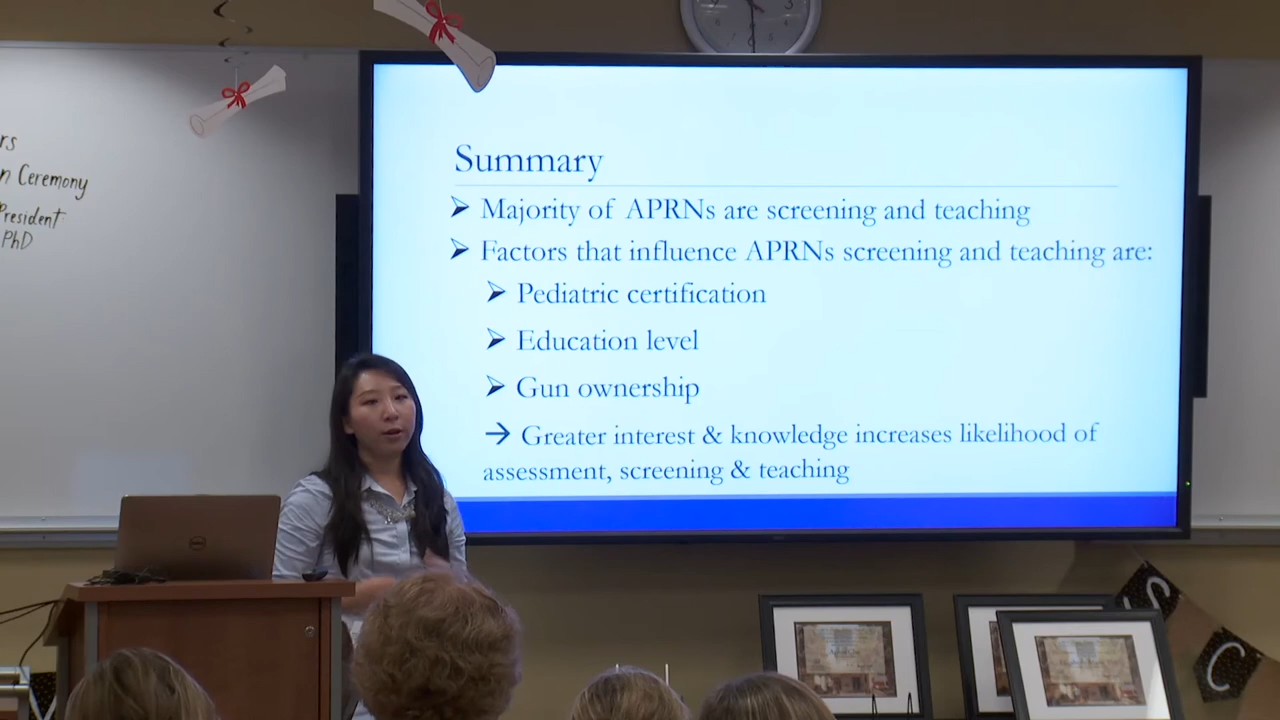 rs
n Ceremony
President
PhD
Summary
➢ Majority of APRNs are screening and teaching
➢ Factors that influence APRNs screening and teaching are:
➢ Pediatric certification
➢ Education level
➢ Gun ownership
→ Greater interest & knowledge increases likelihood of
assessment, screening & teaching
DELL
S
C